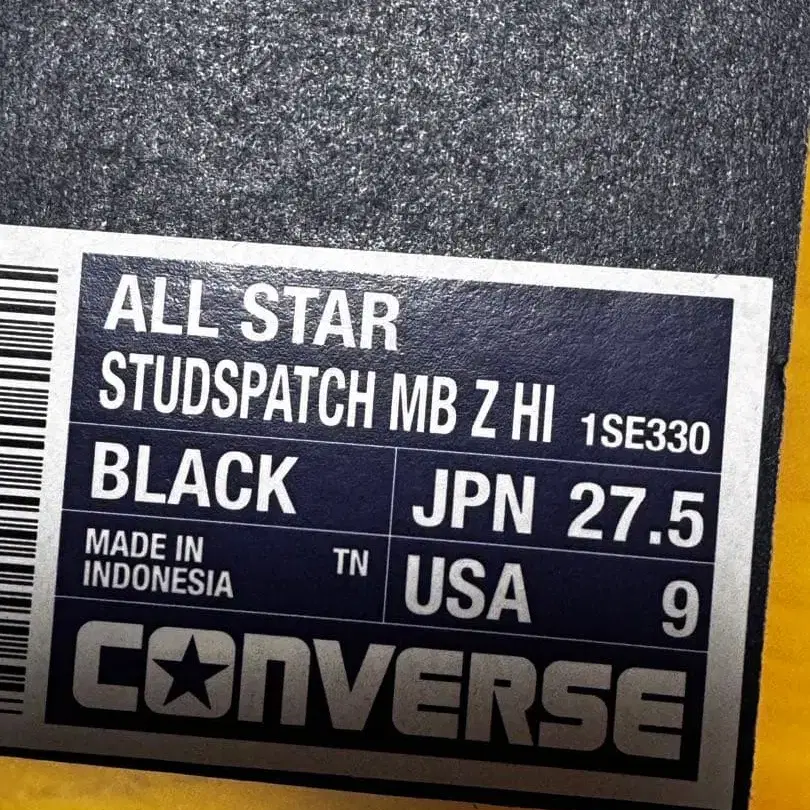 ALL STAR
STUDSPATCH MB Z HI 1SE330
BLACK
JPN 27.5
MADE IN
INDONESIA
TN
USA 9
CONVERSE